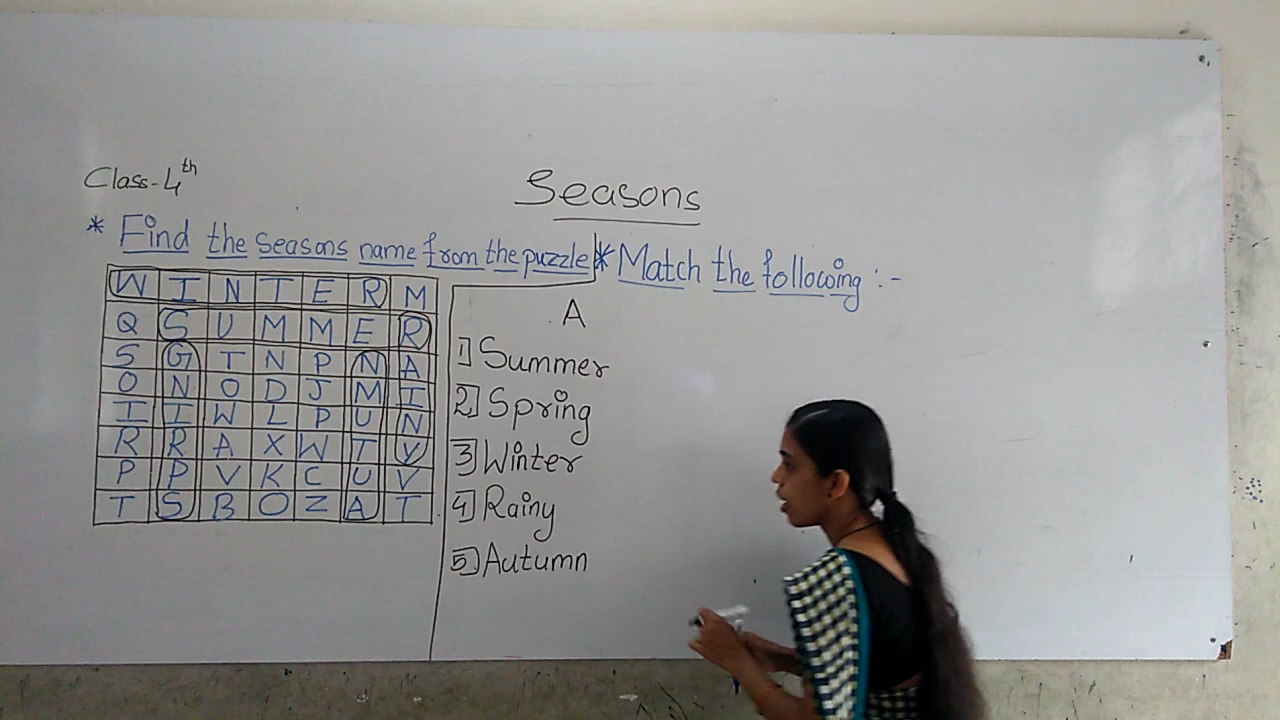 Class-4th
Seasons
* Find the seasons name from the puzzle
W I N T E R M
Q S U M M E R
S G T N P N A
O N O D J M I
I I W L P U N
R R A X W T Y
P P V K C U V
T S B O Z A T
* Match the following :-
A
1] Summer
2] Spring
3] Winter
4] Rainy
5] Autumn